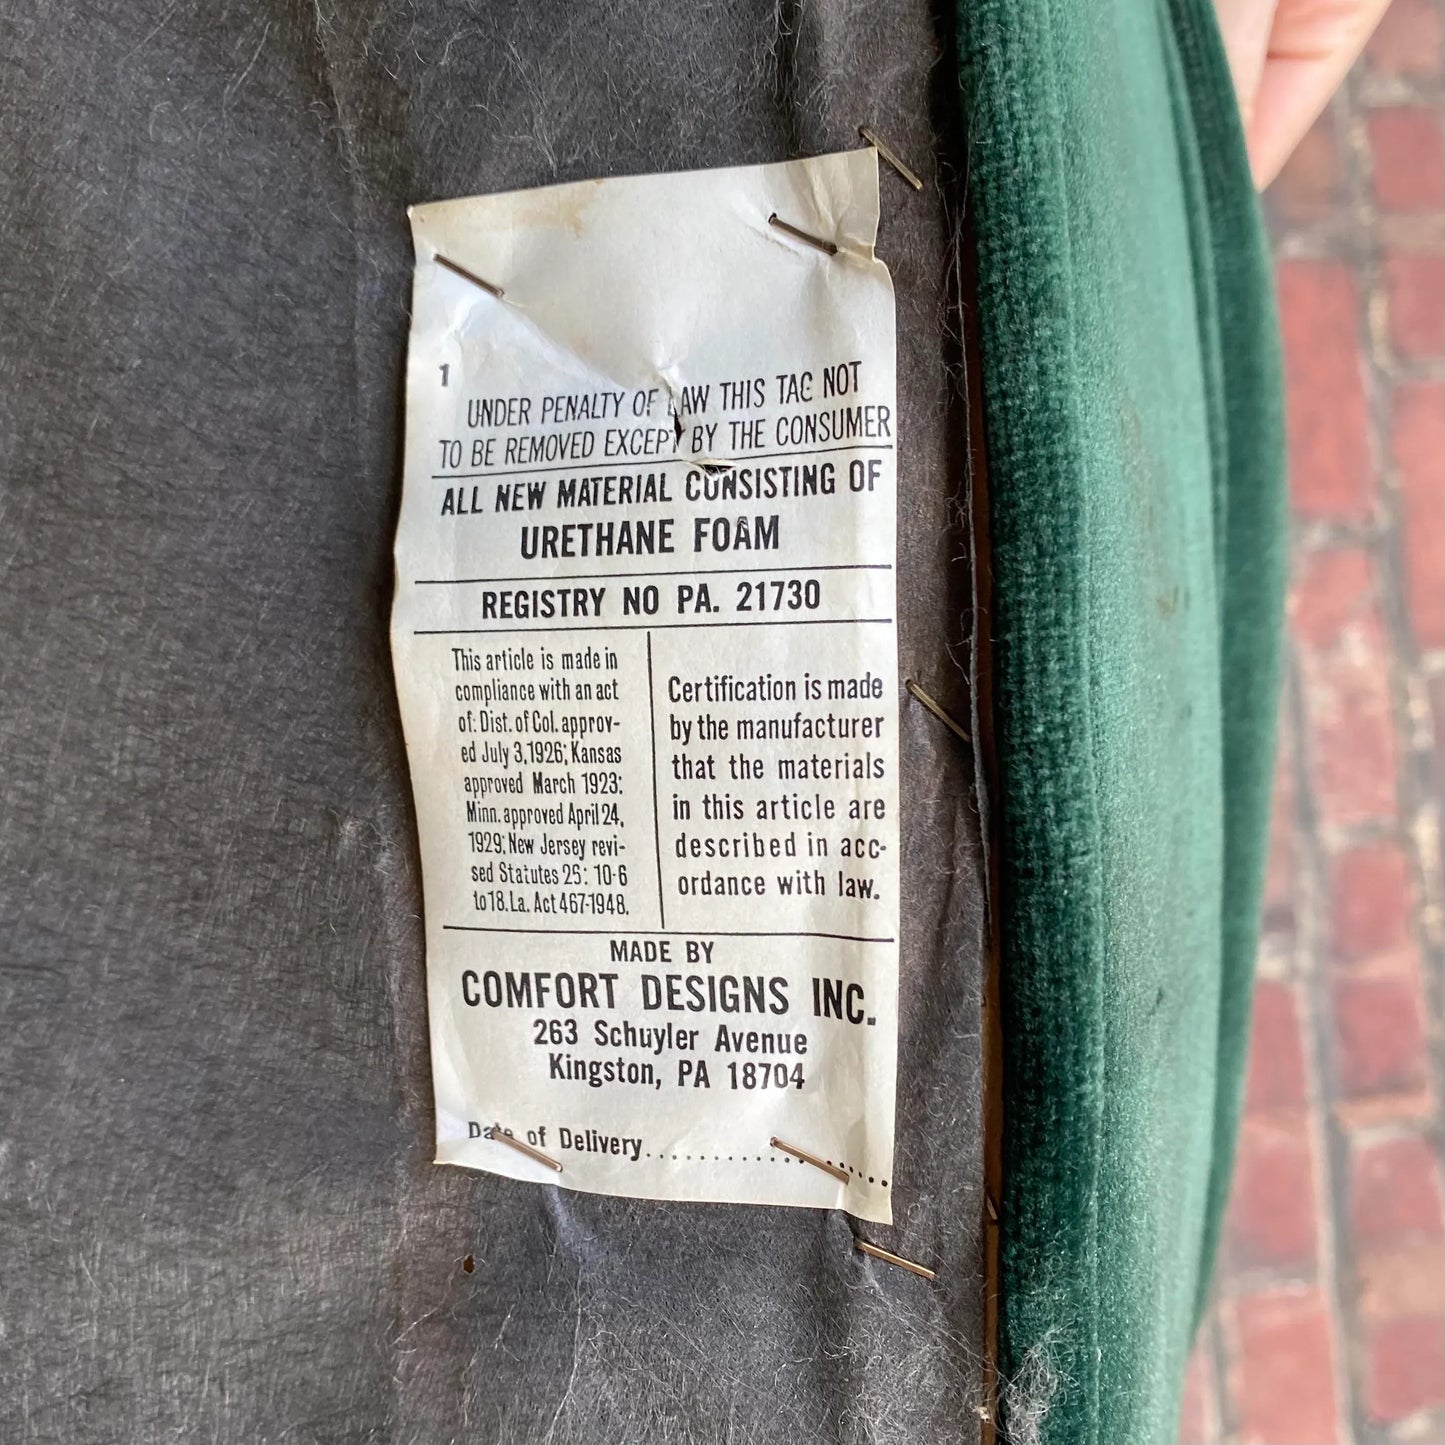 1
UNDER PENALTY OF LAW THIS TAG NOT
TO BE REMOVED EXCEPT BY THE CONSUMER
ALL NEW MATERIAL CONSISTING OF
URETHANE FOAM
REGISTRY NO PA. 21730
This article is made in
compliance with an act
of: Dist. of Col. approv-
ed July 3, 1926; Kansas
approved March 1923:
Minn. approved April 24,
1929; New Jersey revi-
sed Statutes 25: 10-6
to 18. La. Act 467-1948.
Certification is made
by the manufacturer
that the materials
in this article are
described in acc-
ordance with law.
MADE BY
COMFORT DESIGNS INC.
263 Schuyler Avenue
Kingston, PA 18704
Date of Delivery..................